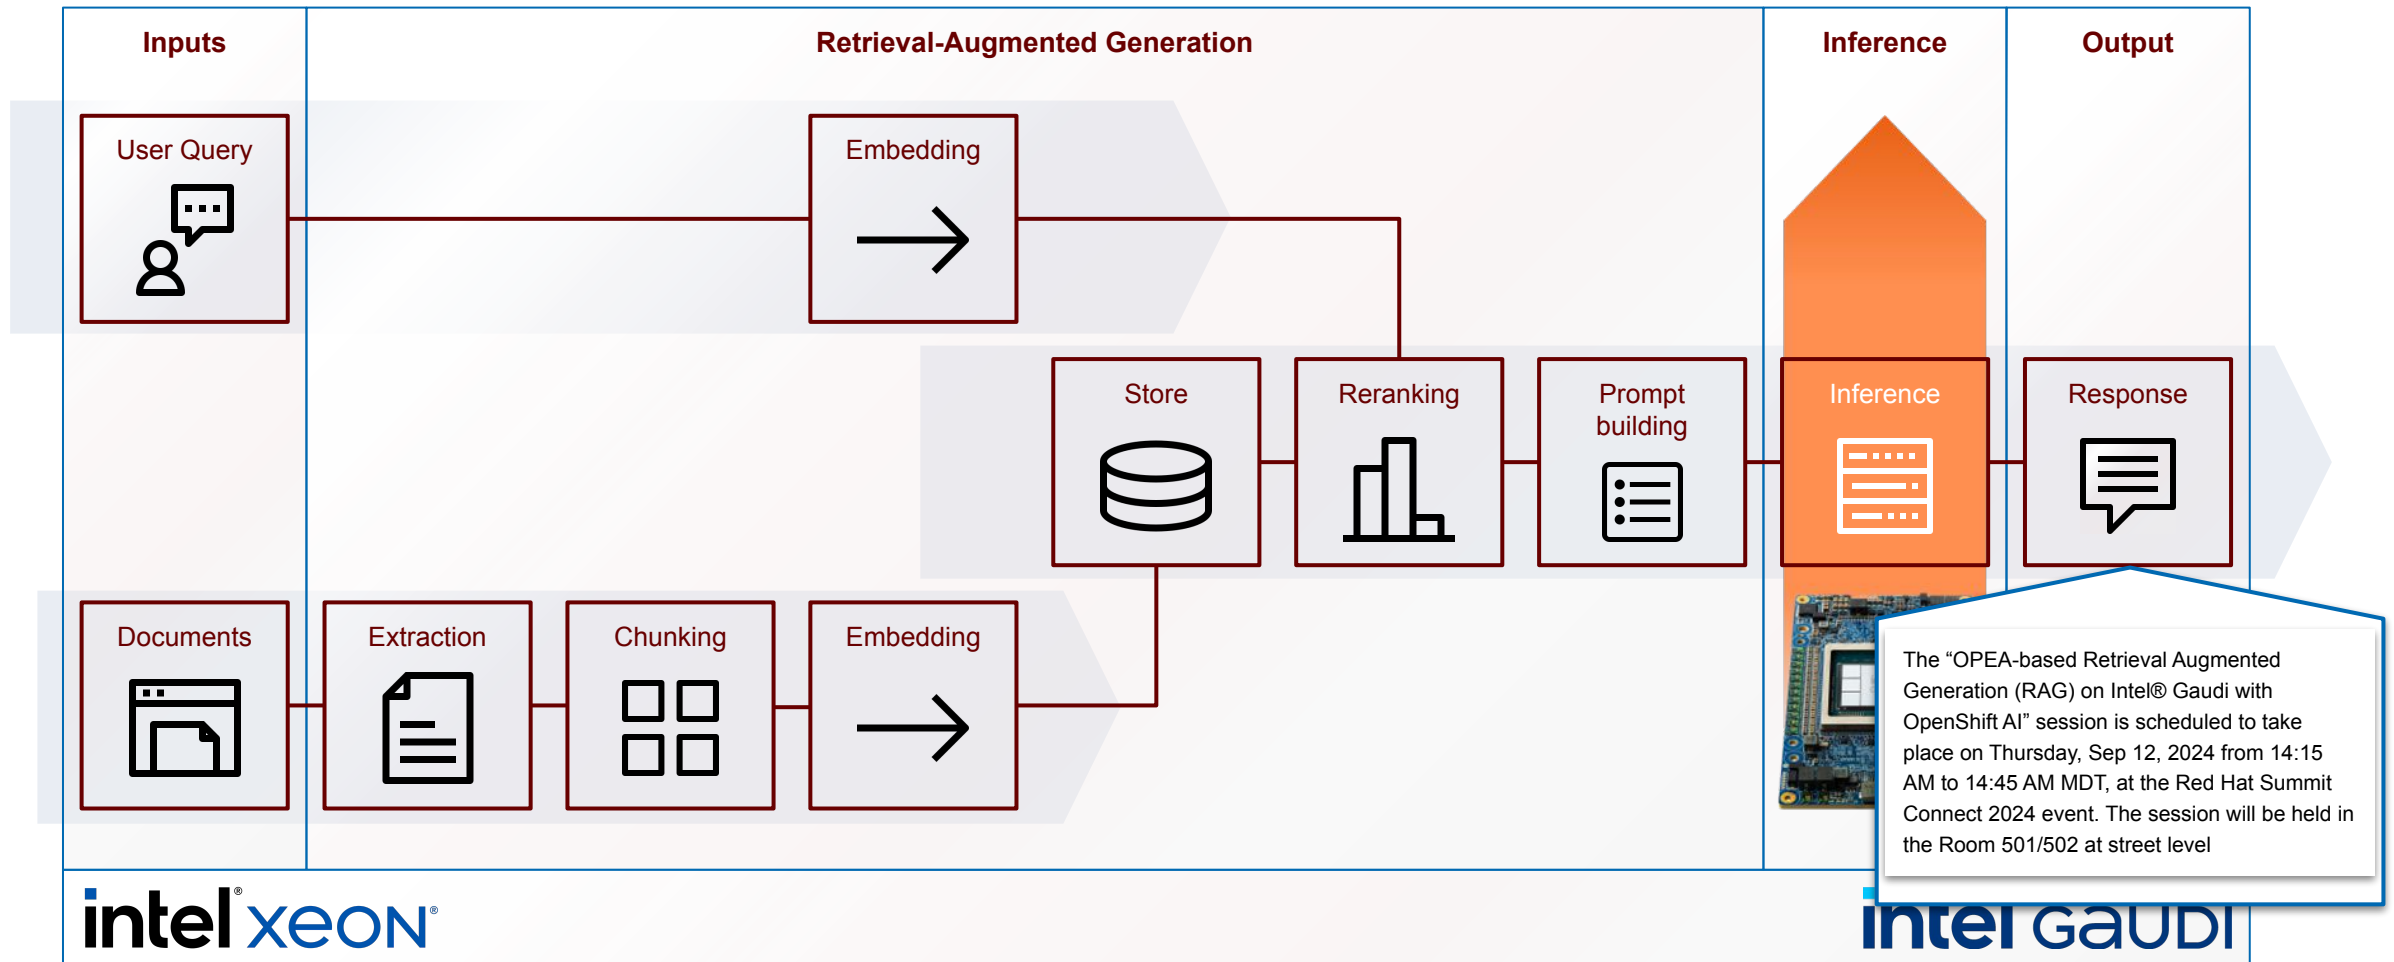 Inputs
Retrieval-Augmented Generation
Inference
Output
User Query
Embedding
Store
Reranking
Prompt
building
Inference
Response
Documents
Extraction
Chunking
Embedding
The “OPEA-based Retrieval Augmented
Generation (RAG) on Intel® Gaudi with
OpenShift AI” session is scheduled to take
place on Thursday, Sep 12, 2024 from 14:15
AM to 14:45 AM MDT, at the Red Hat Summit
Connect 2024 event. The session will be held in
the Room 501/502 at street level
intel® xeon®
intel gaudi